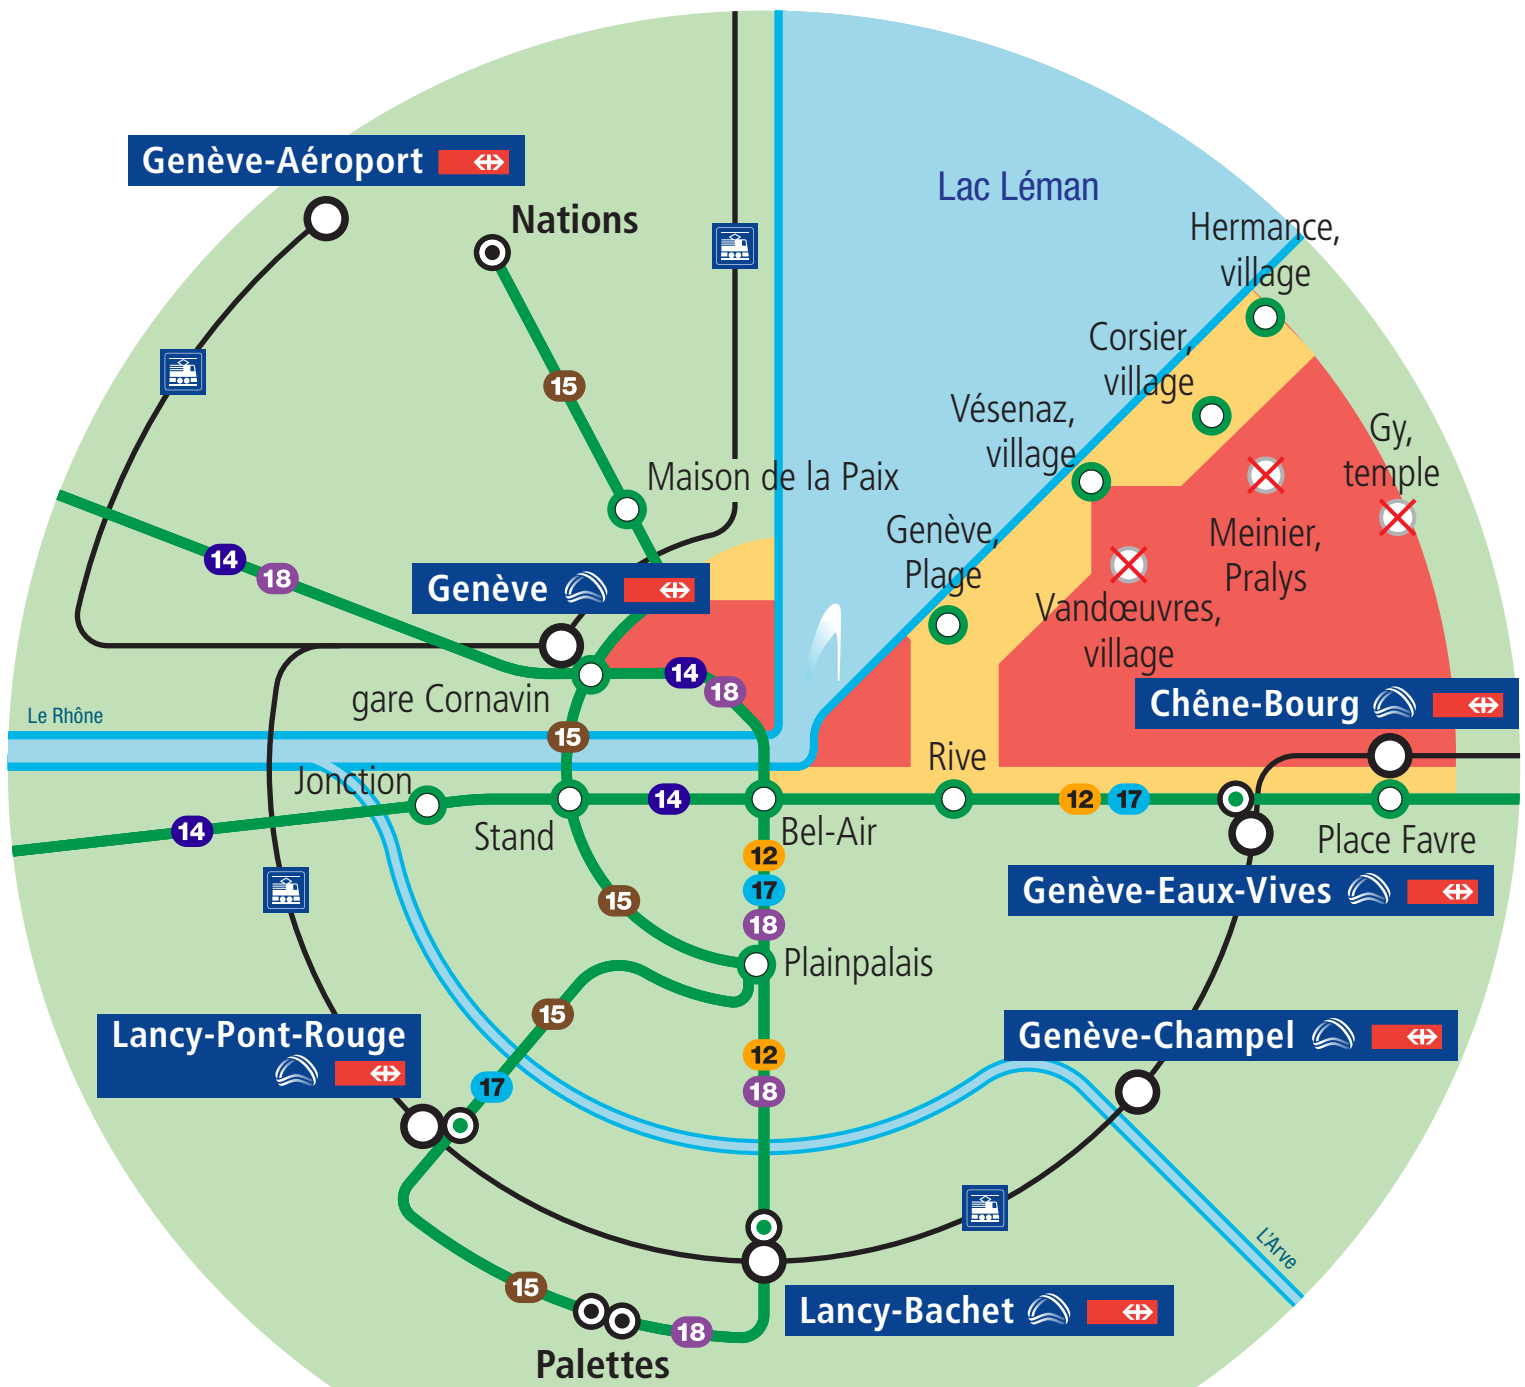 Genève-Aéroport
Nations
Lac Léman
Hermance,
village
15
Corsier,
village
Vésenaz,
village
Gy,
temple
Maison de la Paix
Genève,
Plage
Meinier,
Pralys
14
18
Genève
Vandœuvres,
village
gare Cornavin
14
18
Chêne-Bourg
Le Rhône
15
Rive
Jonction
14
12
17
14
Stand
Bel-Air
Place Favre
12
17
18
Genève-Eaux-Vives
15
Plainpalais
15
Lancy-Pont-Rouge
Genève-Champel
12
18
17
L'Arve
15
18
Lancy-Bachet
Palettes